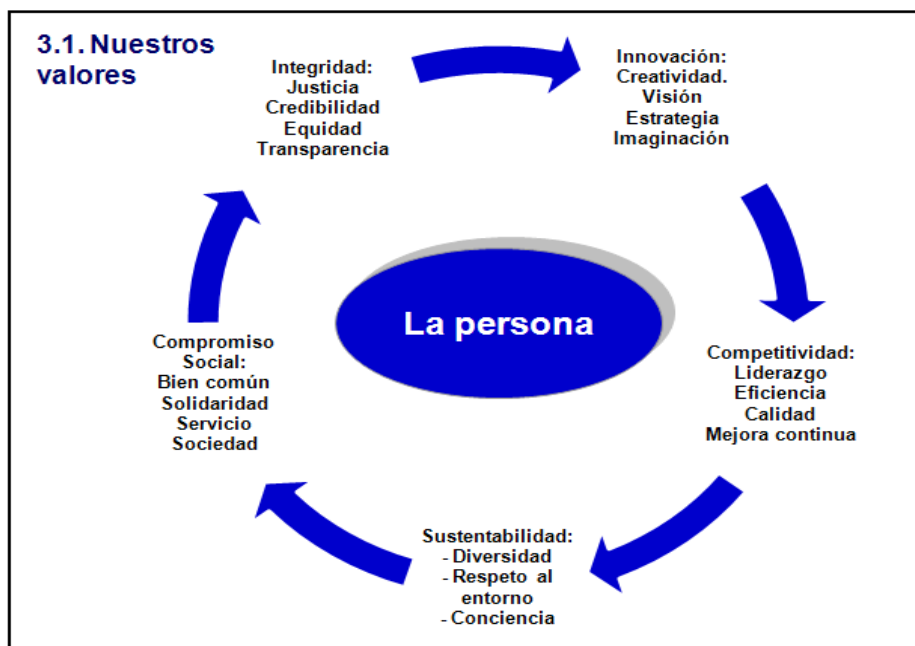 3.1. Nuestros
valores
Integridad:
Justicia
Credibilidad
Equidad
Transparencia
Innovación:
Creatividad.
Visión
Estrategia
Imaginación
La persona
Competitividad:
Liderazgo
Eficiencia
Calidad
Mejora continua
Sustentabilidad:
- Diversidad
- Respeto al
entorno
- Conciencia
Compromiso
Social:
Bien común
Solidaridad
Servicio
Sociedad